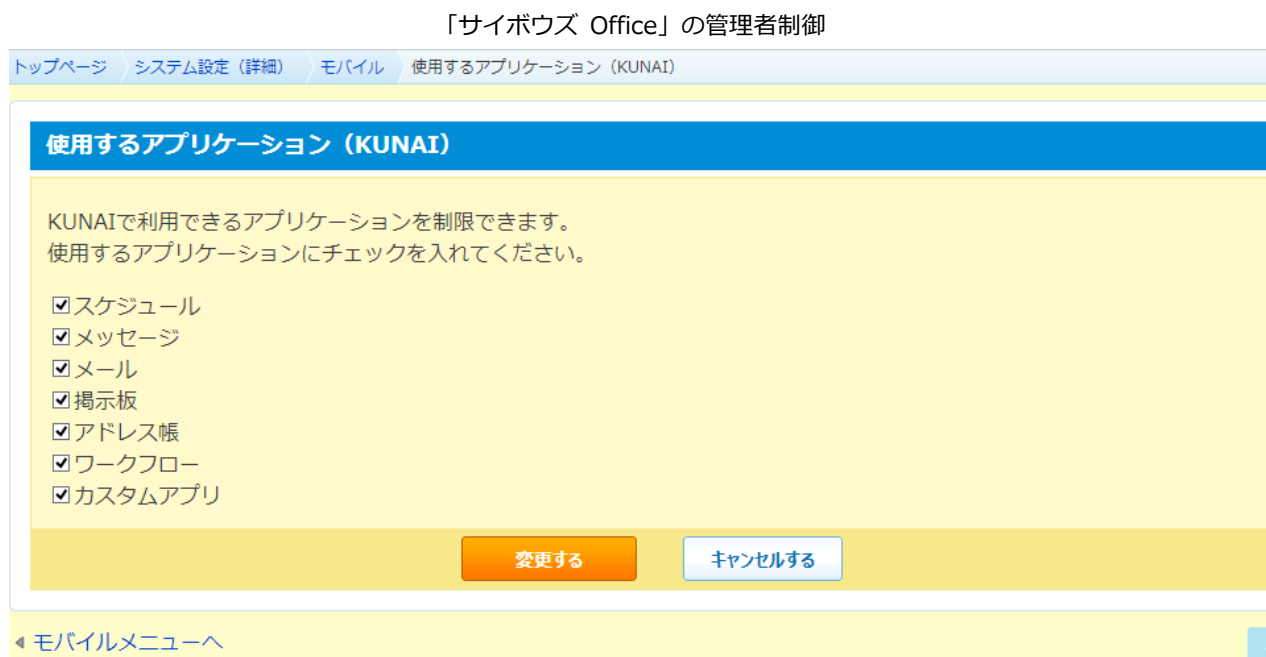 「サイボウズ Office」の管理者制御
トップページ システム設定（詳細） モバイル 使用するアプリケーション（KUNAI）
使用するアプリケーション（KUNAI）
KUNAIで利用できるアプリケーションを制限できます。
使用するアプリケーションにチェックを入れてください。
スケジュール
メッセージ
メール
掲示板
アドレス帳
ワークフロー
カスタムアプリ
変更する キャンセルする
モバイルメニューへ